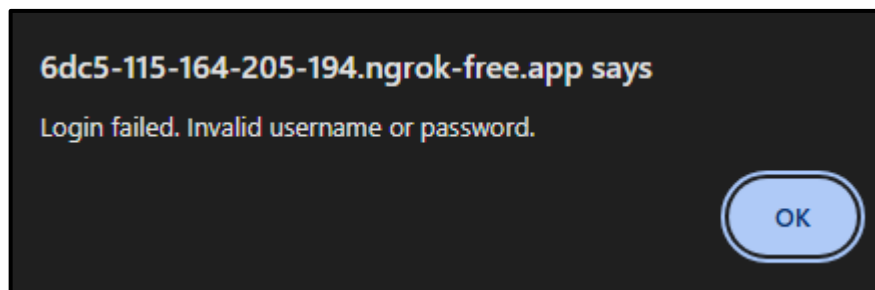 6dc5-115-164-205-194.ngrok-free.app says
Login failed. Invalid username or password.
OK